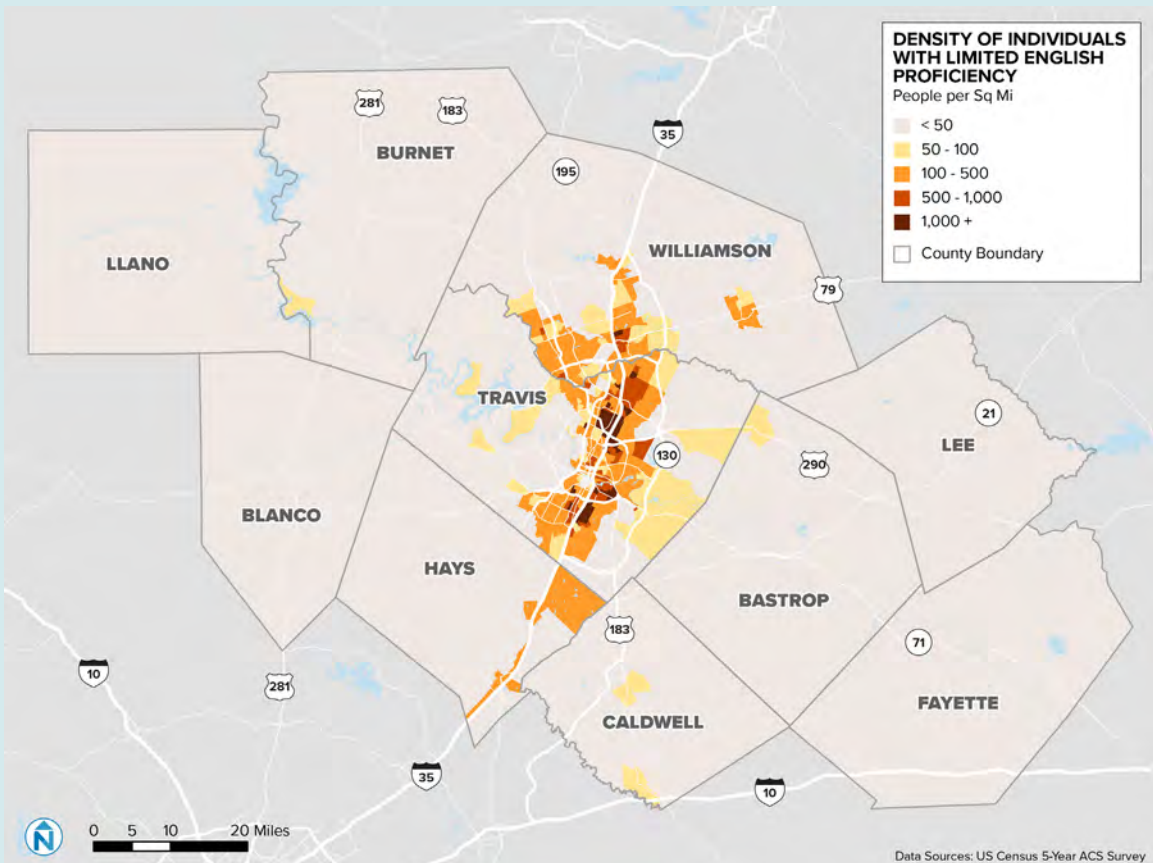 DENSITY OF INDIVIDUALS
WITH LIMITED ENGLISH
PROFICIENCY
People per Sq Mi
< 50
50 - 100
100 - 500
500 - 1,000
1,000 +
County Boundary
281
183
BURNET
35
195
LLANO
WILLIAMSON
79
TRAVIS
21
LEE
130
290
BLANCO
HAYS
BASTROP
183
71
10
281
FAYETTE
CALDWELL
35
10
N
0 5 10 20 Miles
Data Sources: US Census 5-Year ACS Survey